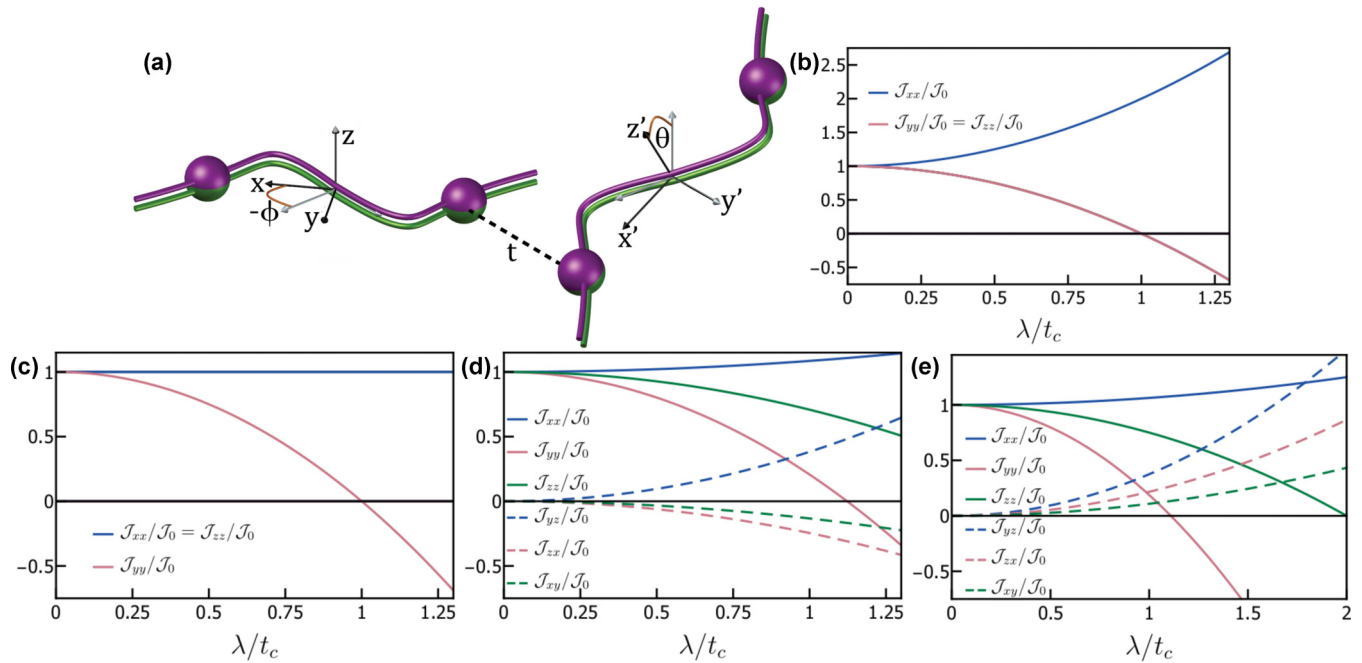 (a)
z
x
-ϕ
y
t
z'
θ
y'
x'
(b)
2.5
2
1.5
1
0.5
0
−0.5
𝒥xx/𝒥0
𝒥yy/𝒥0 = 𝒥zz/𝒥0
0 0.25 0.5 0.75 1 1.25
λ/tc
(c)
1
0.5
0
−0.5
𝒥xx/𝒥0 = 𝒥zz/𝒥0
𝒥yy/𝒥0
0 0.25 0.5 0.75 1 1.25
λ/tc
(d)
1
0.5
0
−0.5
𝒥xx/𝒥0
𝒥yy/𝒥0
𝒥zz/𝒥0
𝒥yz/𝒥0
𝒥zx/𝒥0
𝒥xy/𝒥0
0 0.25 0.5 0.75 1 1.25
λ/tc
(e)
1
0.5
0
−0.5
𝒥xx/𝒥0
𝒥yy/𝒥0
𝒥zz/𝒥0
𝒥yz/𝒥0
𝒥zx/𝒥0
𝒥xy/𝒥0
0 0.5 1 1.5 2
λ/tc